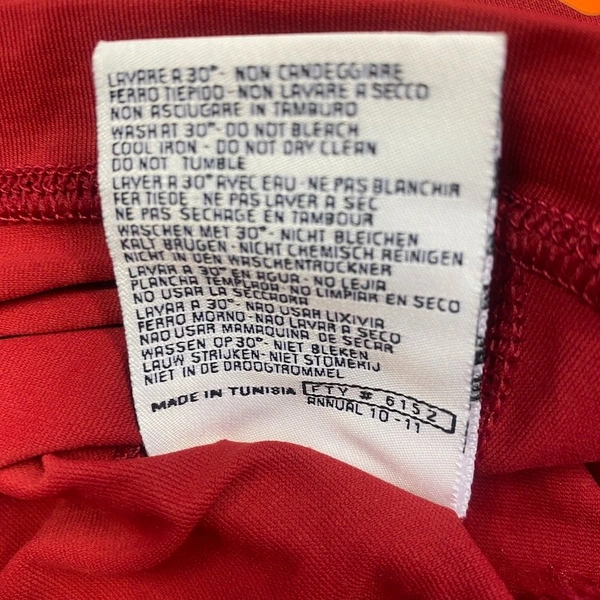 LAVARE A 30° - NON CANDEGGIARE
FERRO TIEPIDO - NON LAVARE A SECCO
NON ASCIUGARE IN TAMBURO
WASH AT 30° - DO NOT BLEACH
COOL IRON - DO NOT DRY CLEAN
DO NOT TUMBLE
LAVER A 30° AVEC EAU - NE PAS BLANCHIR
FER TIEDE - NE PAS LAVER A SEC
NE PAS SECHAGE EN TAMBOUR
WASCHEN MET 30° - NICHT BLEICHEN
KALT BRUGEN - NICHT CHEMISCH REINIGEN
NICHT IN DEN WASCHENTRUCKNER
LAVAR A 30° EN AGUA - NO LEJIA
PLANCHA TEMPLADA - NO LIMPIAR EN SECO
NO USAR LA SECCADRA
LAVAR A 30° - NAO USAR LIXIVIA
FERRO MORNO - NAO LAVAR A SECO
NAO USAR MAMAQUINA DE SECAR
WASSEN OP 30° - NIET BLEKEN
LAUW STRIJKEN - NIET STOMERIJ
NIET IN DE DROOGTROMMEL
MADE IN TUNISIA FTY # 6152
ANNUAL 10-11